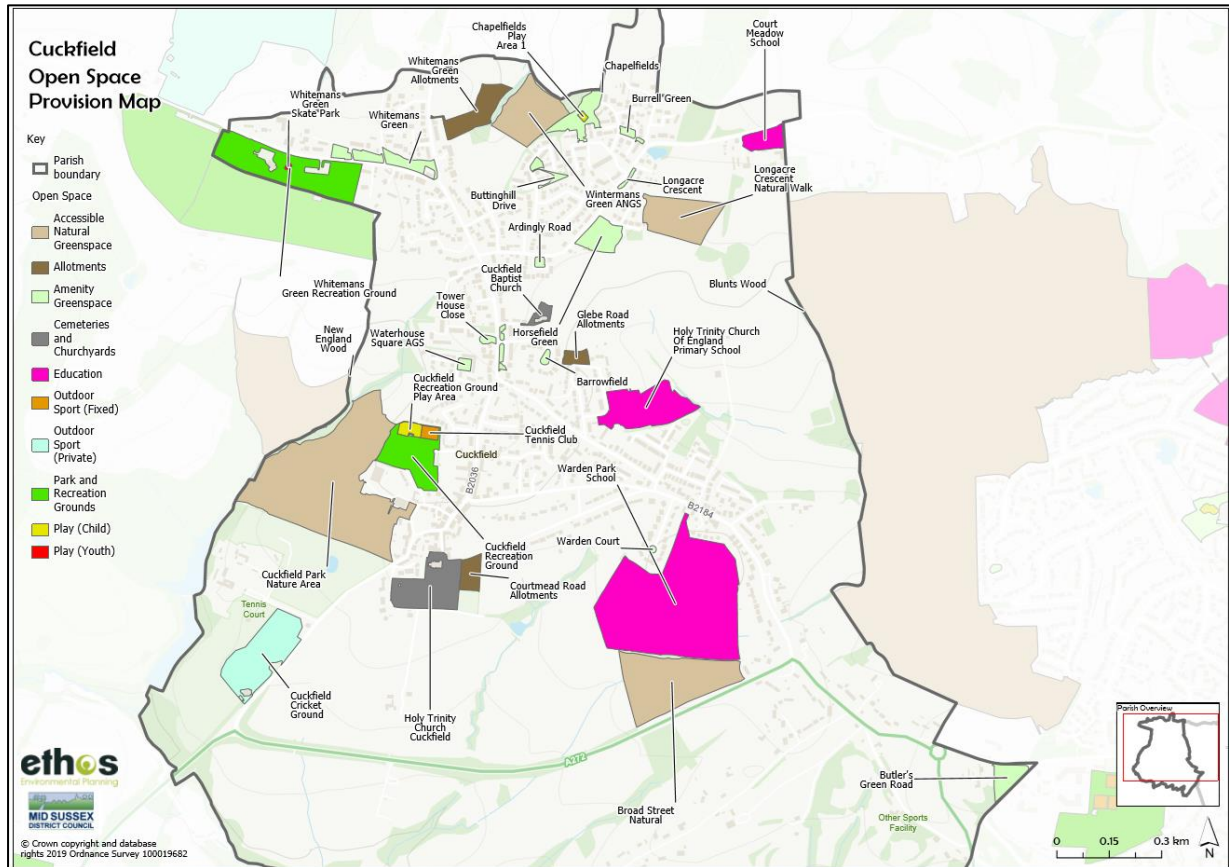 Cuckfield
Open Space
Provision Map
Key
Parish
boundary
Open Space
Accessible
Natural
Greenspace
Allotments
Amenity
Greenspace
Cemeteries
and
Churchyards
Education
Outdoor
Sport (Fixed)
Outdoor
Sport
(Private)
Park and
Recreation
Grounds
Play (Child)
Play (Youth)
Whitemans
Green
Skate Park
Whitemans
Green
Whitemans
Green
Allotments
Chapelfields
Play
Area 1
Chapelfields
Burrell Green
Court
Meadow
School
Buttinghill
Drive
Wintermans
Green ANGS
Longacre
Crescent
Longacre
Crescent
Natural Walk
Ardingly Road
Whitemans
Green Recreation Ground
Cuckfield
Baptist
Church
Blunts Wood
New
England
Wood
Tower
House
Close
Waterhouse
Square AGS
Horsefield
Green
Glebe Road
Allotments
Holy Trinity Church
Of England
Primary School
Barrowfield
Cuckfield
Recreation Ground
Play Area
Cuckfield
Tennis Club
Cuckfield
B2036
Warden Park
School
B2184
Cuckfield Park
Nature Area
Cuckfield
Recreation
Ground
Courtmead Road
Allotments
Warden Court
Tennis
Court
Cuckfield
Cricket
Ground
Holy Trinity
Church
Cuckfield
A272
Broad Street
Natural
Butler's
Green Road
Other Sports
Facility
Parish Overview
ethos
Environmental Planning
MID SUSSEX
DISTRICT COUNCIL
© Crown copyright and database
rights 2019 Ordnance Survey 100019682
0 0.15 0.3 km
N